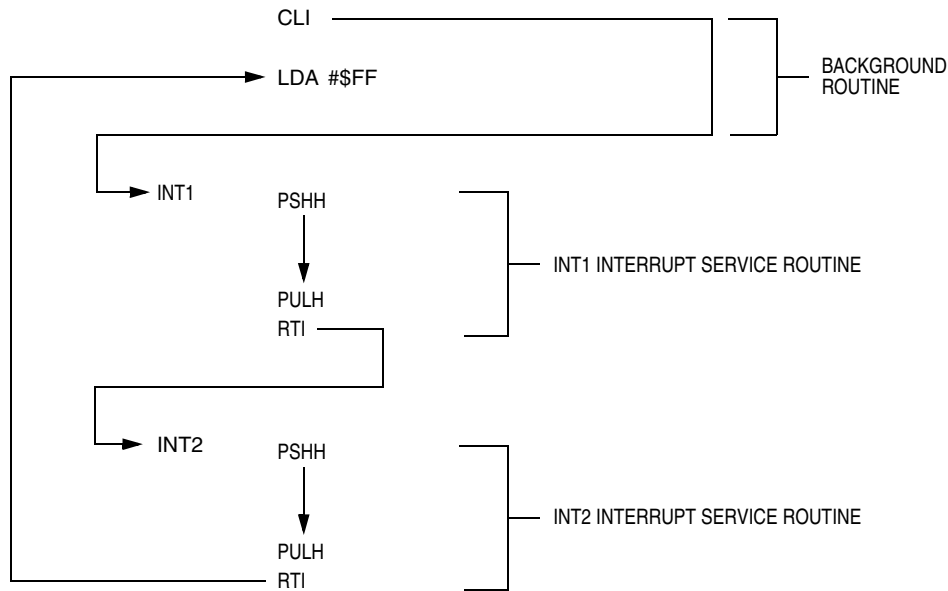 CLI
LDA #$FF
BACKGROUND
ROUTINE
INT1
PSHH
PULH
RTI
INT1 INTERRUPT SERVICE ROUTINE
INT2
PSHH
PULH
RTI
INT2 INTERRUPT SERVICE ROUTINE